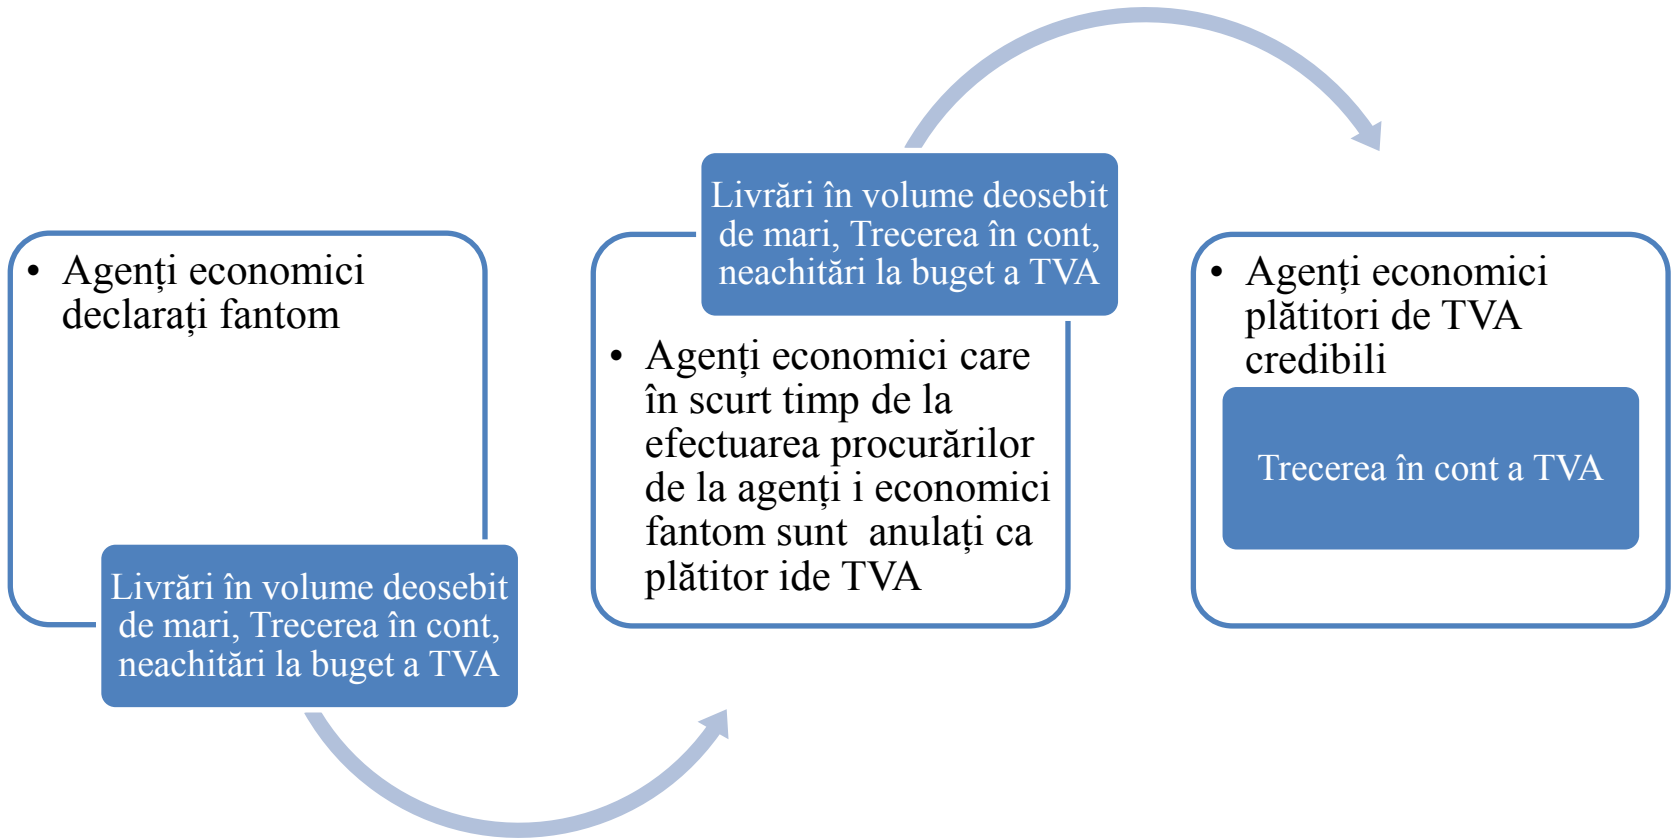 • Agenți economici
declarați fantom
Livrări în volume deosebit
de mari, Trecerea în cont,
neachitări la buget a TVA
Livrări în volume deosebit
de mari, Trecerea în cont,
neachitări la buget a TVA
• Agenți economici care
în scurt timp de la
efectuarea procurărilor
de la agenți i economici
fantom sunt  anulați ca
plătitor ide TVA
• Agenți economici
plătitori de TVA
credibili
Trecerea în cont a TVA